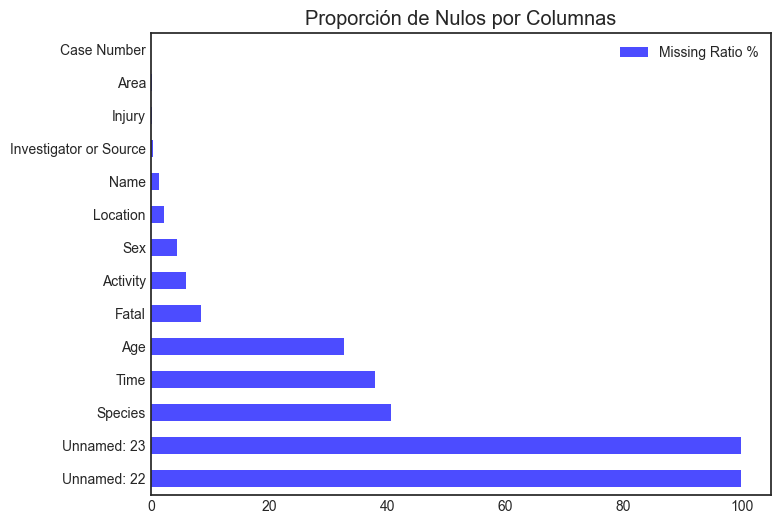 Proporción de Nulos por Columnas
Missing Ratio %
Case Number
Area
Injury
Investigator or Source
Name
Location
Sex
Activity
Fatal
Age
Time
Species
Unnamed: 23
Unnamed: 22
0 20 40 60 80 100